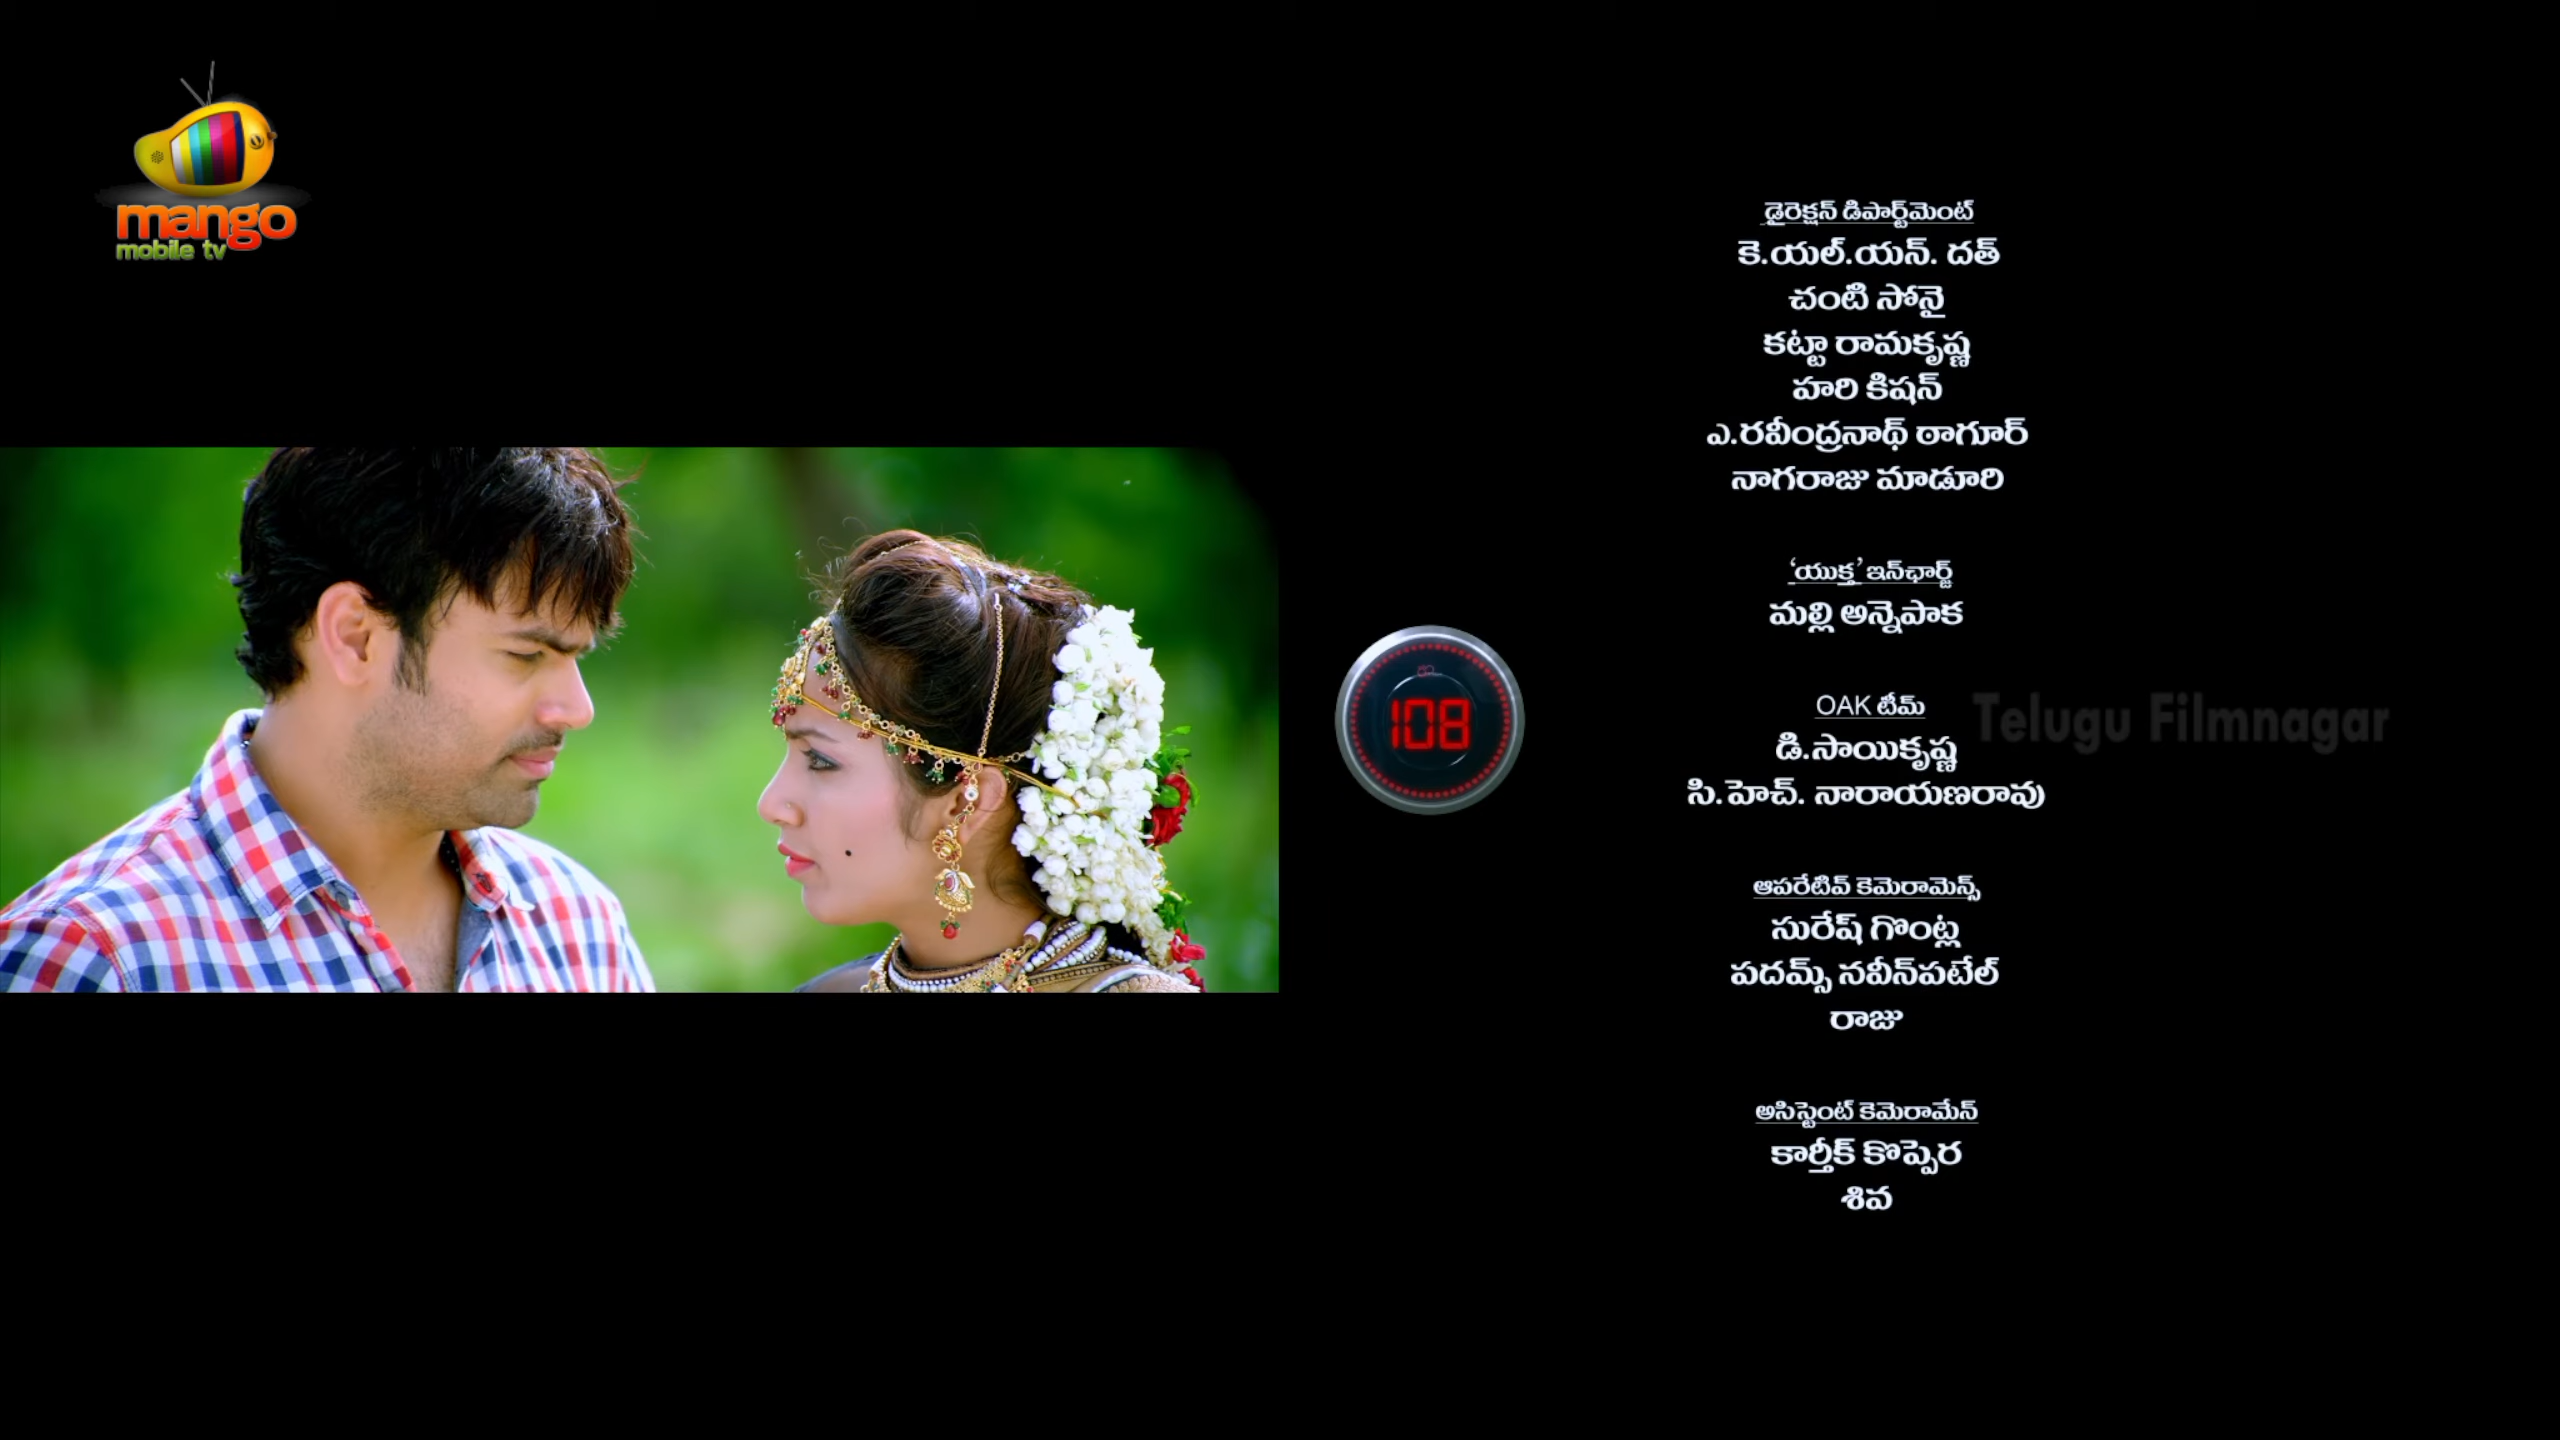 mango
mobile tv
డైరెక్షన్ డిపార్ట్‌మెంట్
కె.యల్.యన్. దత్
చంటి సోనై
కట్టా రామకృష్ణ
హరి కిషన్
ఎ.రవీంద్రనాథ్ ఠాగూర్
నాగరాజు మాడూరి
‘యుక్త’ ఇన్‌ఛార్జ్
మల్లి అన్నెపాక
108
OAK టీమ్
Telugu Filmnagar
డి.సాయికృష్ణ
సి.హెచ్. నారాయణరావు
ఆపరేటివ్ కెమెరామెన్స్
సురేష్ గొంట్ల
పదమ్స్ నవీన్‌పటేల్
రాజు
అసిస్టెంట్ కెమెరామేన్
కార్తీక్ కొప్పెర
శివ